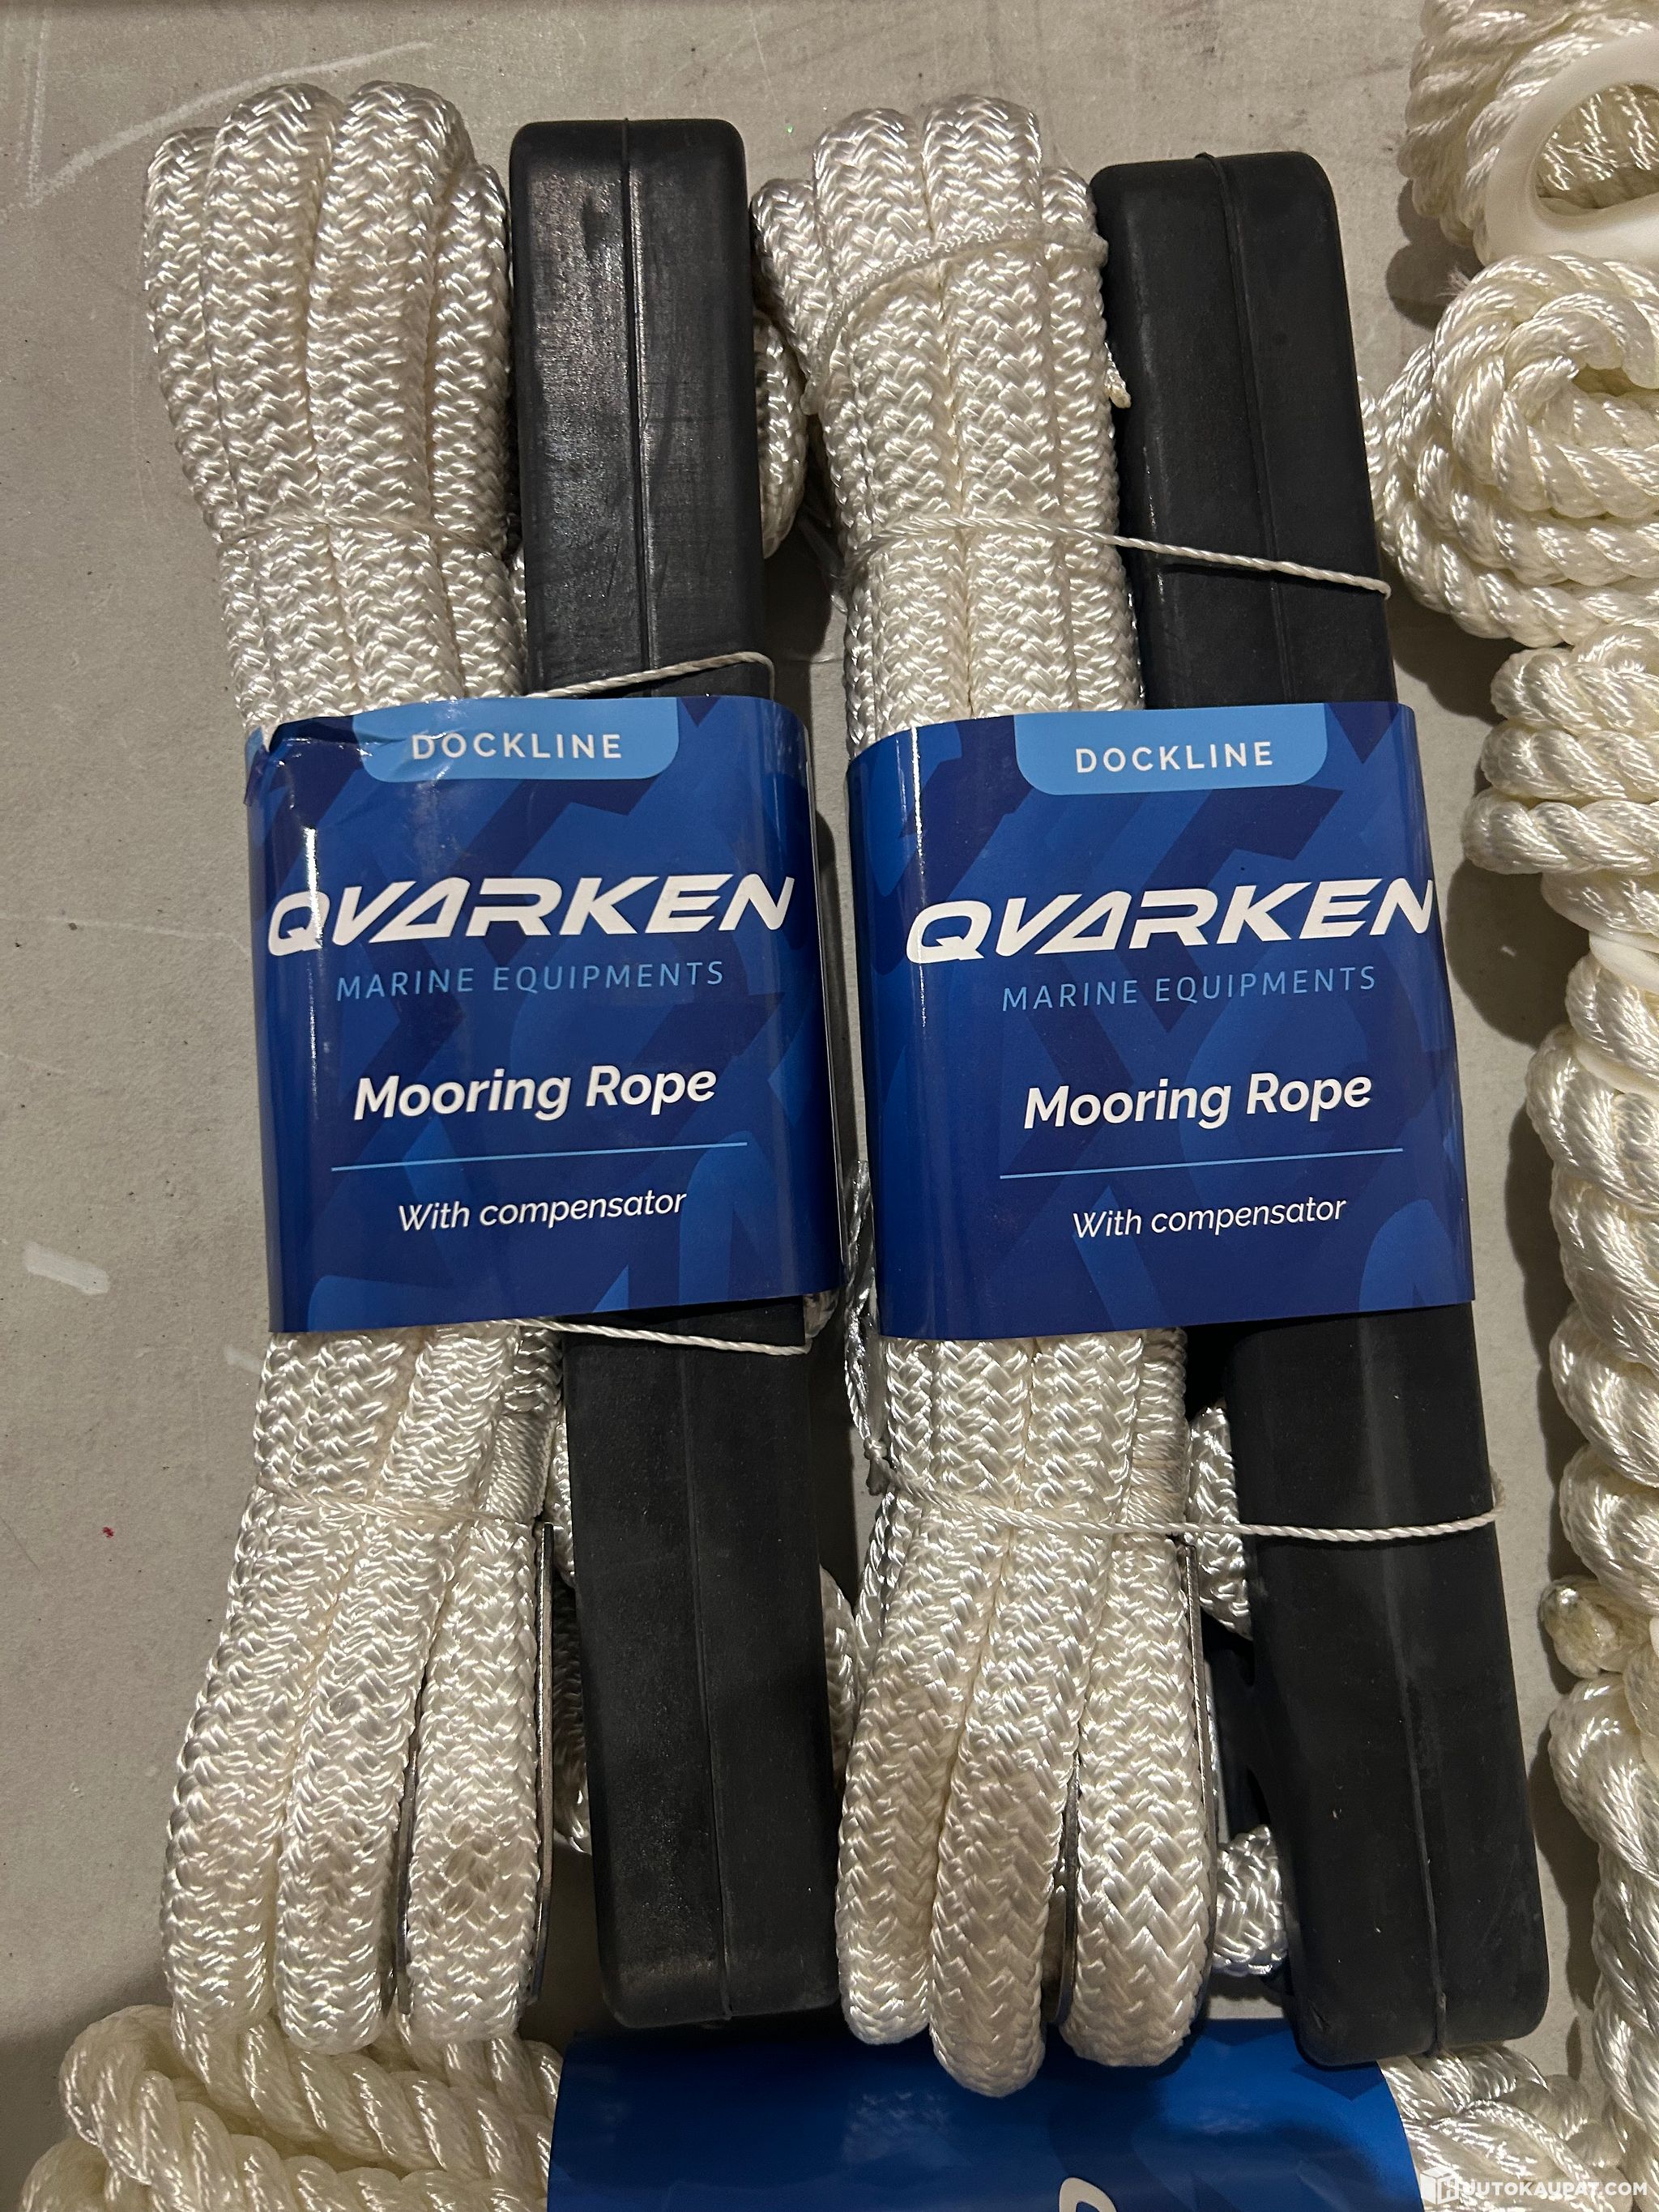 DOCKLINE
QVARKEN
MARINE EQUIPMENTS
Mooring Rope
With compensator
DOCKLINE
QVARKEN
MARINE EQUIPMENTS
Mooring Rope
With compensator
HUUTOKAUPAT.COM